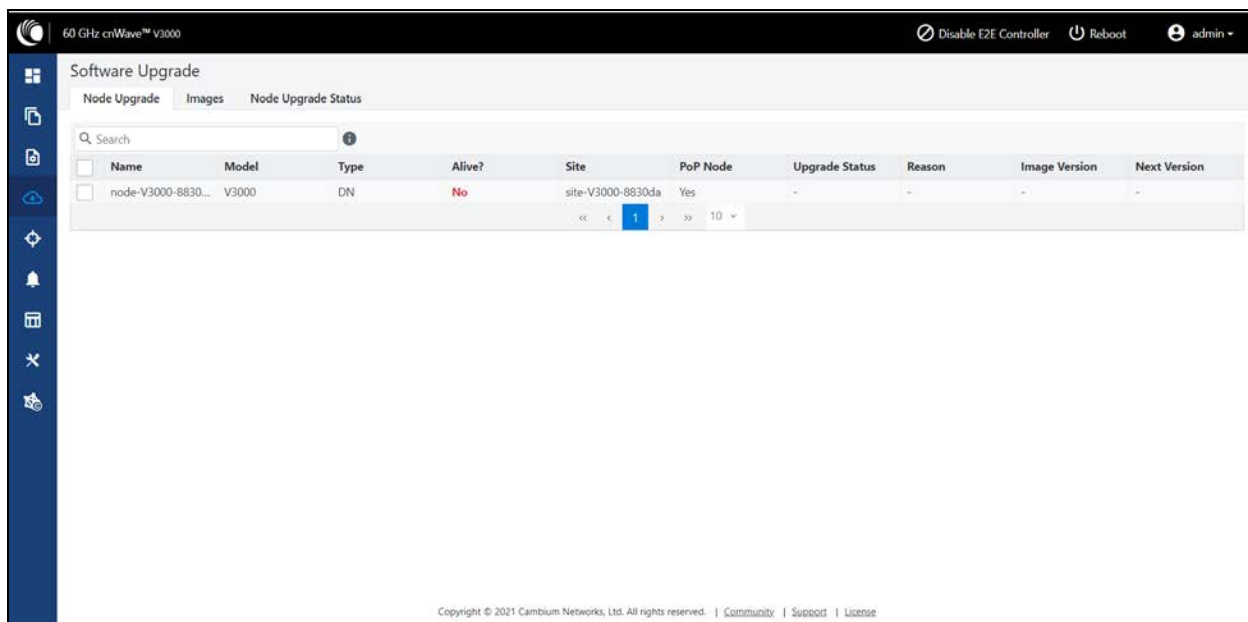 60 GHz cnWave™ V3000 Disable E2E Controller Reboot admin
Software Upgrade
Node Upgrade Images Node Upgrade Status
Search
Name Model Type Alive? Site PoP Node Upgrade Status Reason Image Version Next Version
node-V3000-8830... V3000 DN No site-V3000-8830da Yes - - - -
« ‹ 1 › » 10
Copyright © 2021 Cambium Networks, Ltd. All rights reserved. | Community | Support | License